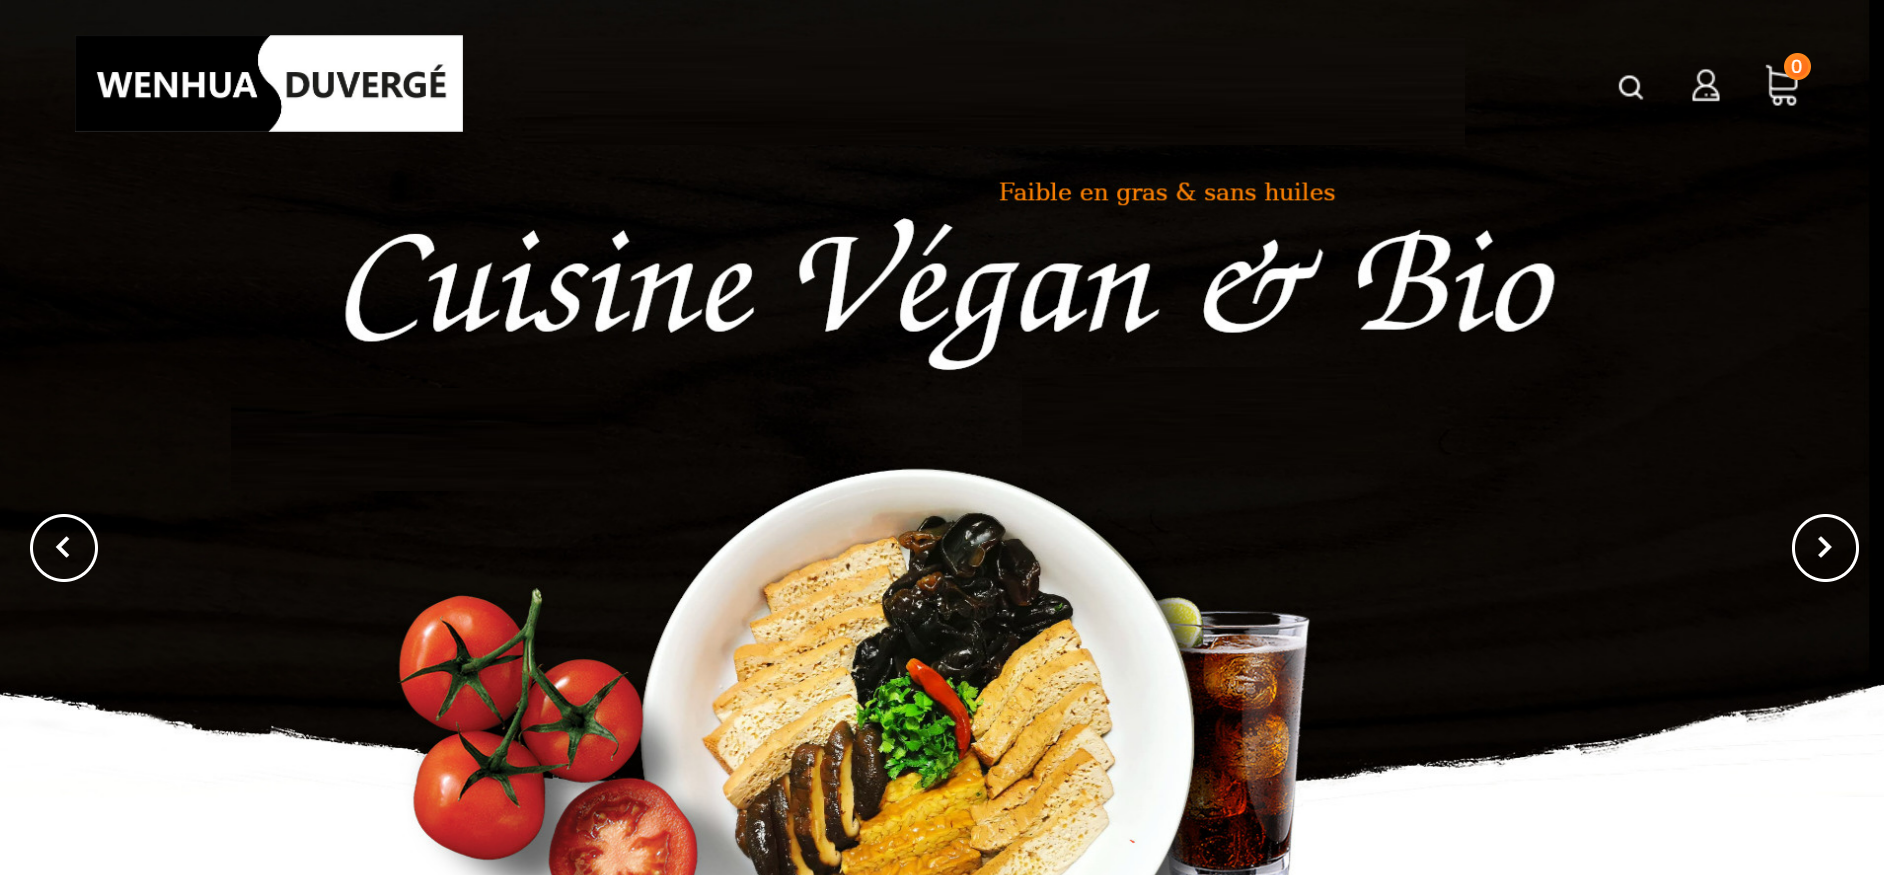 WENHUA DUVERGÉ
0
Faible en gras & sans huiles
Cuisine Végan & Bio